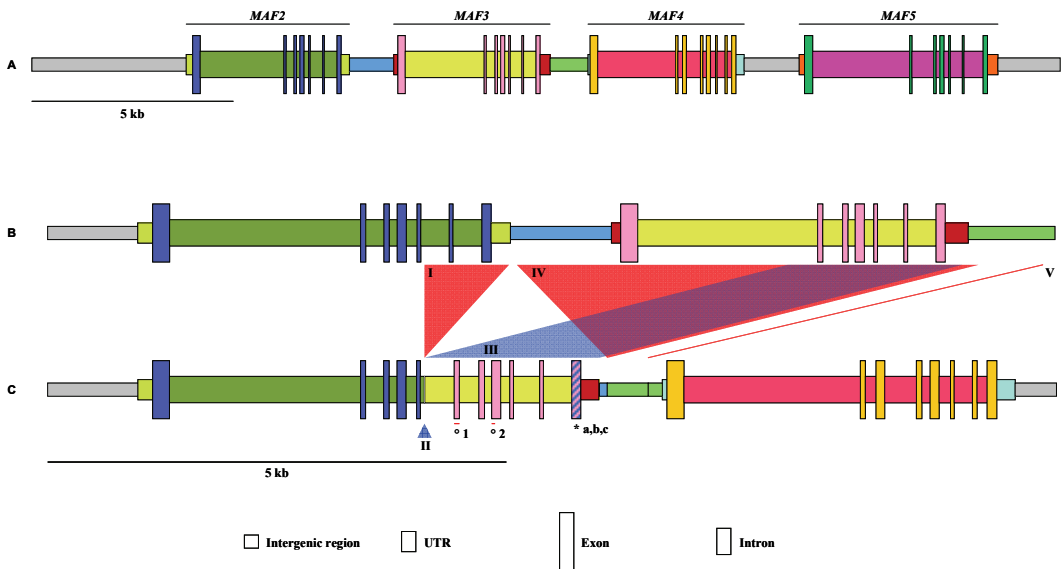 MAF2 MAF3 MAF4 MAF5
A
5 kb
B
I IV V
III
C
° 1 ° 2 * a,b,c
II
5 kb
Intergenic region UTR Exon Intron